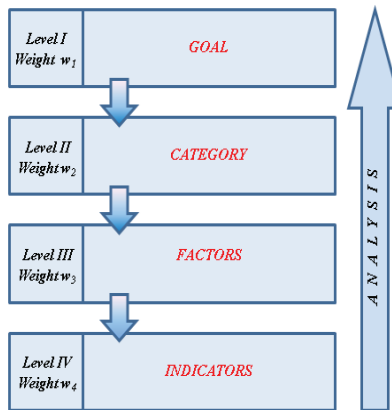 Level I
Weight w1
GOAL
Level II
Weight w2
CATEGORY
Level III
Weight w3
FACTORS
Level IV
Weight w4
INDICATORS
ANALYSIS